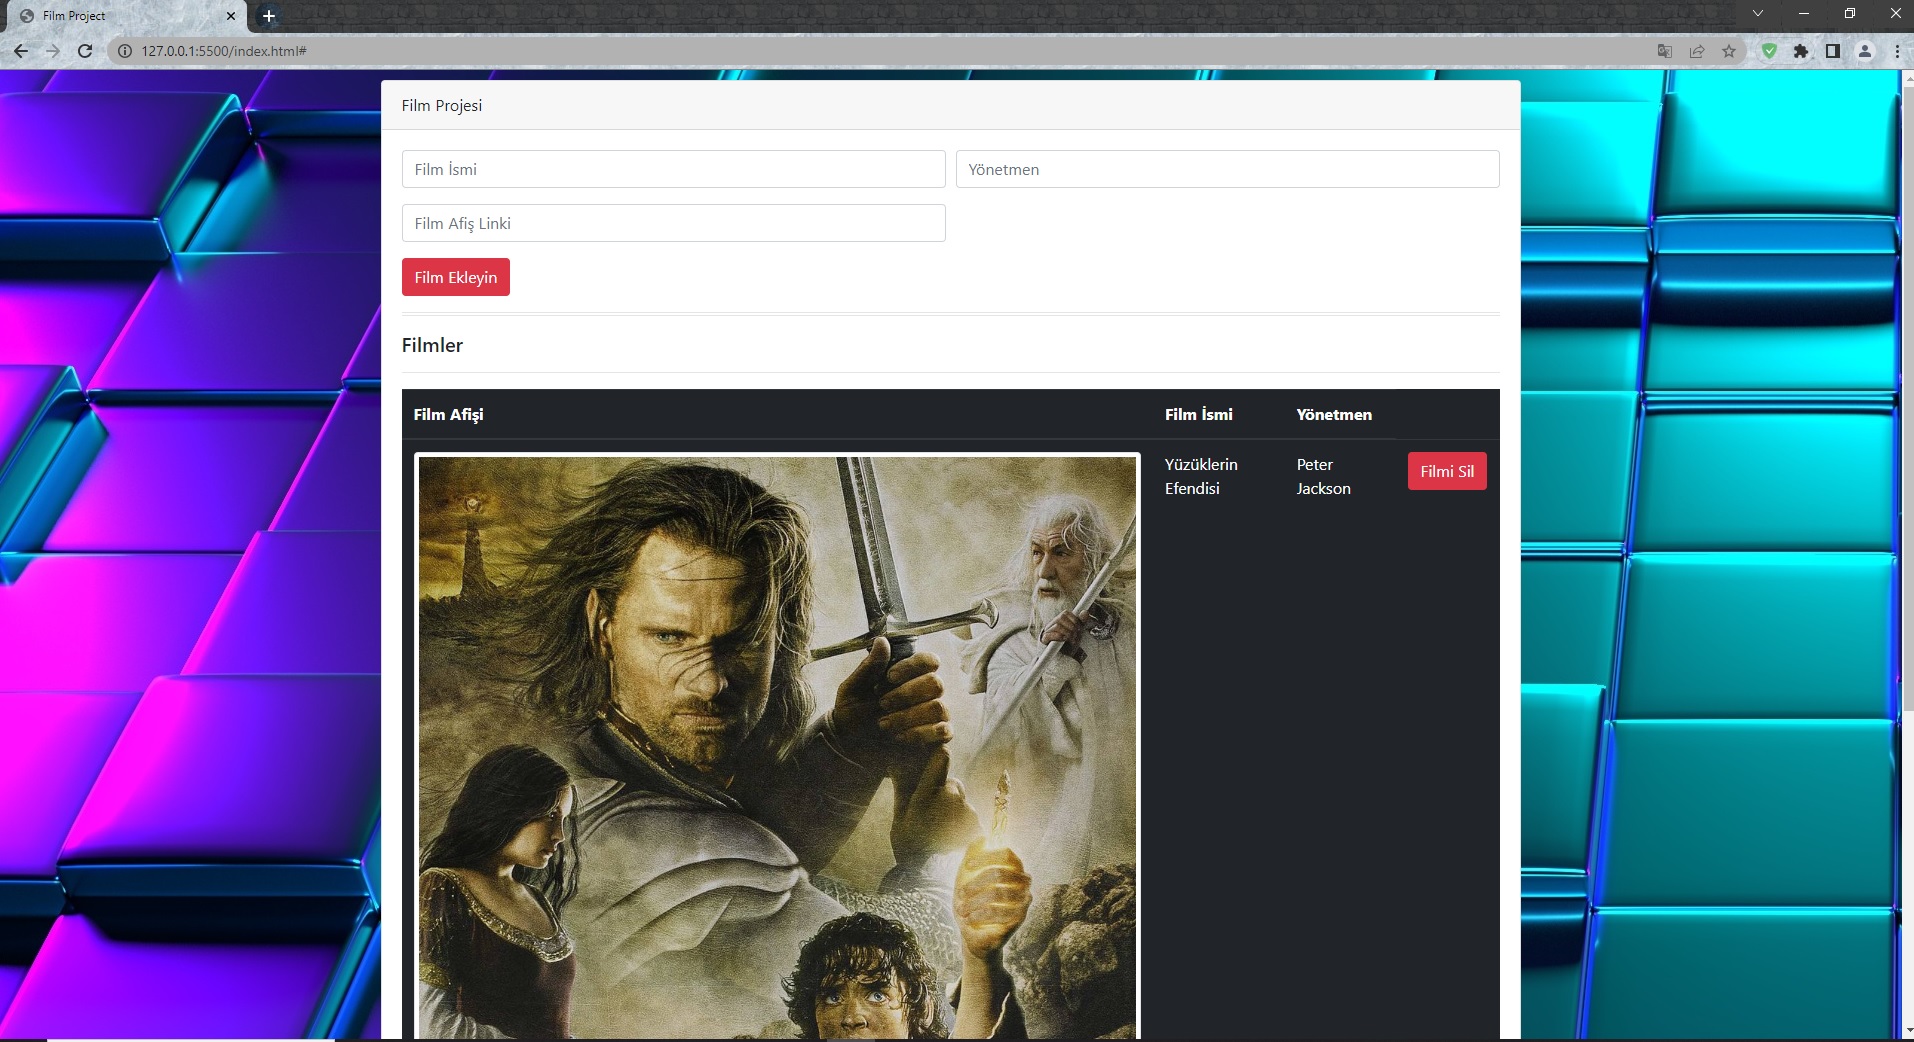 Film Project
127.0.0.1:5500/index.html#
Film Projesi
Film İsmi
Yönetmen
Film Afiş Linki
Film Ekleyin
Filmler
Film Afişi
Film İsmi
Yönetmen
Yüzüklerin
Efendisi
Peter
Jackson
Filmi Sil